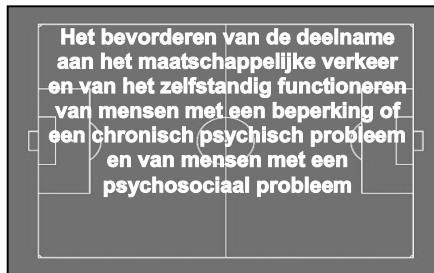 Het bevorderen van de deelname
aan het maatschappelijke verkeer
en van het zelfstandig functioneren
van mensen met een beperking of
een chronisch psychisch probleem
en van mensen met een
psychosociaal probleem